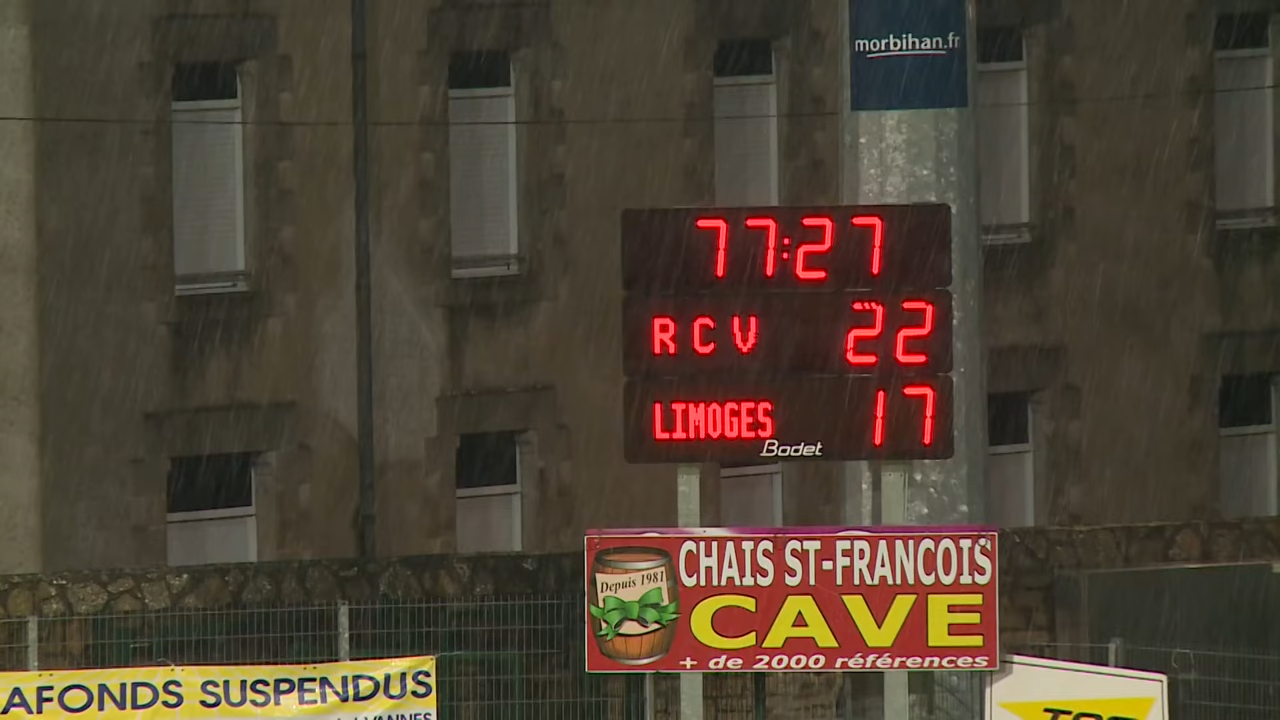 morbihan.fr
77:27
RCV 22
LIMOGES 17
Bodet
CHAIS ST-FRANCOIS
Depuis 1981
CAVE
+ de 2000 références
AFONDS SUSPENDUS
VANNES